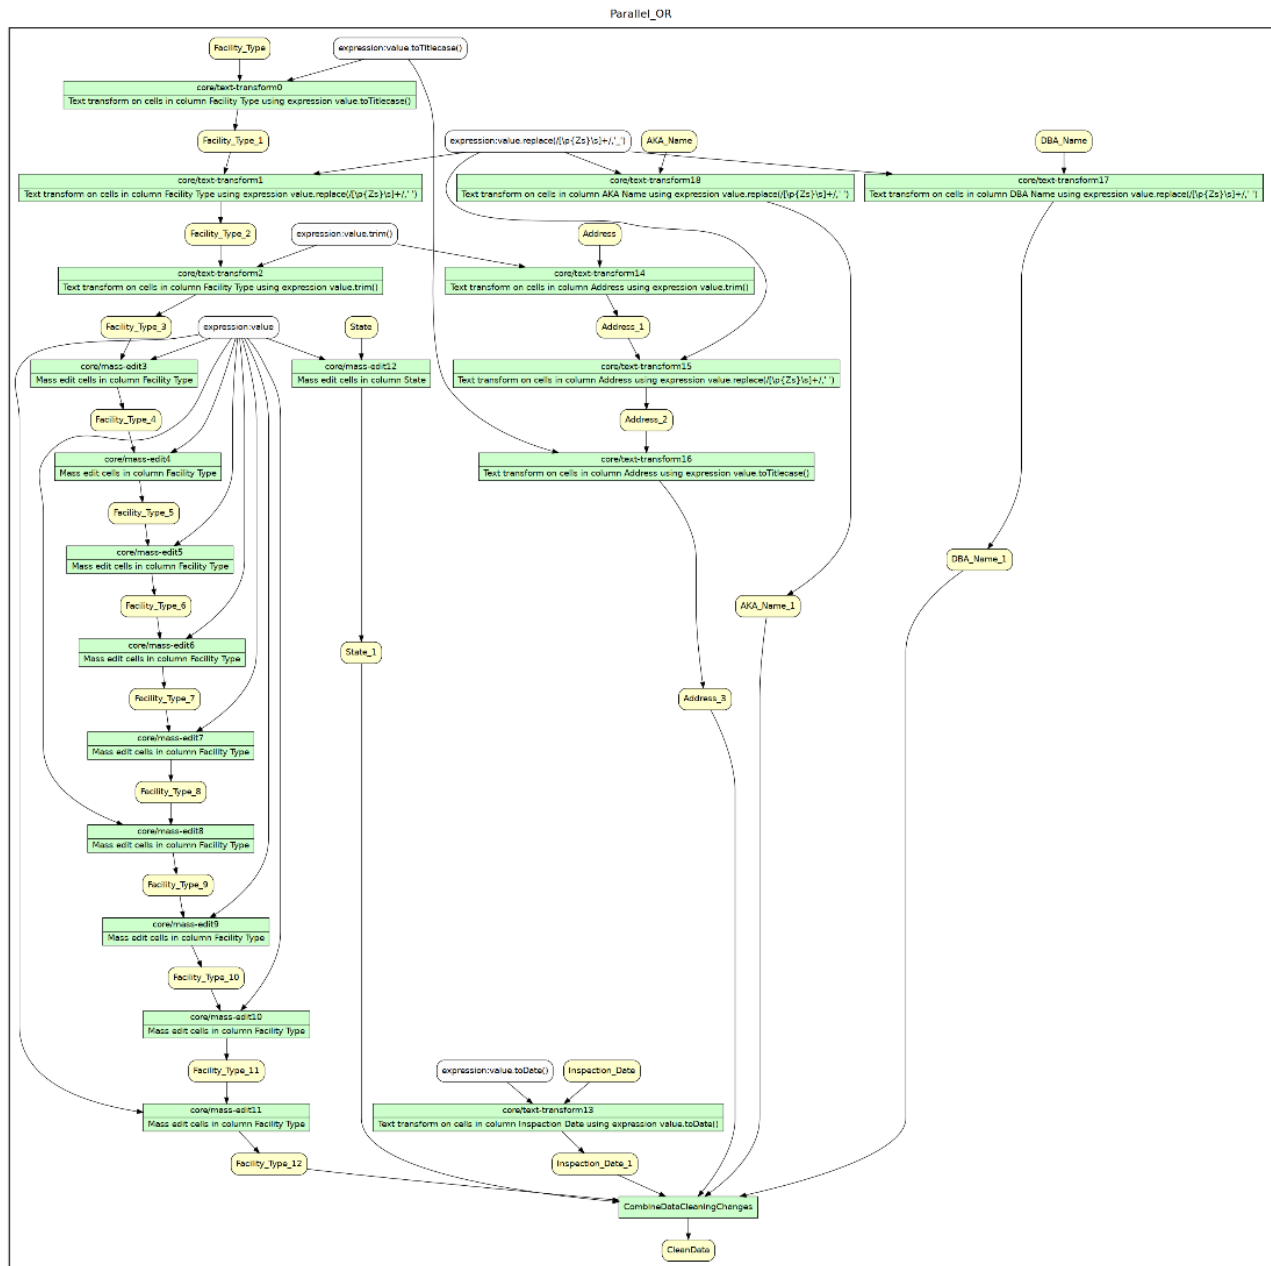 Parallel_OR
Facility_Type
expression:value.toTitlecase()
core/text-transform0
Text transform on cells in column Facility Type using expression value.toTitlecase()
Facility_Type_1
expression:value.replace(/[\p{Zs}\s]+/,'_')
AKA_Name
DBA_Name
core/text-transform1
Text transform on cells in column Facility Type using expression value.replace(/[\p{Zs}\s]+/,' ')
core/text-transform18
Text transform on cells in column AKA Name using expression value.replace(/[\p{Zs}\s]+/,' ')
core/text-transform17
Text transform on cells in column DBA Name using expression value.replace(/[\p{Zs}\s]+/,' ')
Facility_Type_2
expression:value.trim()
Address
core/text-transform2
Text transform on cells in column Facility Type using expression value.trim()
core/text-transform14
Text transform on cells in column Address using expression value.trim()
Facility_Type_3
expression:value
State
Address_1
core/mass-edit3
Mass edit cells in column Facility Type
core/mass-edit12
Mass edit cells in column State
core/text-transform15
Text transform on cells in column Address using expression value.replace(/[\p{Zs}\s]+/,' ')
Facility_Type_4
Address_2
core/mass-edit4
Mass edit cells in column Facility Type
core/text-transform16
Text transform on cells in column Address using expression value.toTitlecase()
Facility_Type_5
core/mass-edit5
Mass edit cells in column Facility Type
DBA_Name_1
Facility_Type_6
AKA_Name_1
core/mass-edit6
Mass edit cells in column Facility Type
State_1
Facility_Type_7
Address_3
core/mass-edit7
Mass edit cells in column Facility Type
Facility_Type_8
core/mass-edit8
Mass edit cells in column Facility Type
Facility_Type_9
core/mass-edit9
Mass edit cells in column Facility Type
Facility_Type_10
core/mass-edit10
Mass edit cells in column Facility Type
Facility_Type_11
expression:value.toDate()
Inspection_Date
core/mass-edit11
Mass edit cells in column Facility Type
core/text-transform13
Text transform on cells in column Inspection Date using expression value.toDate()
Facility_Type_12
Inspection_Date_1
CombineDataCleaningChanges
CleanData